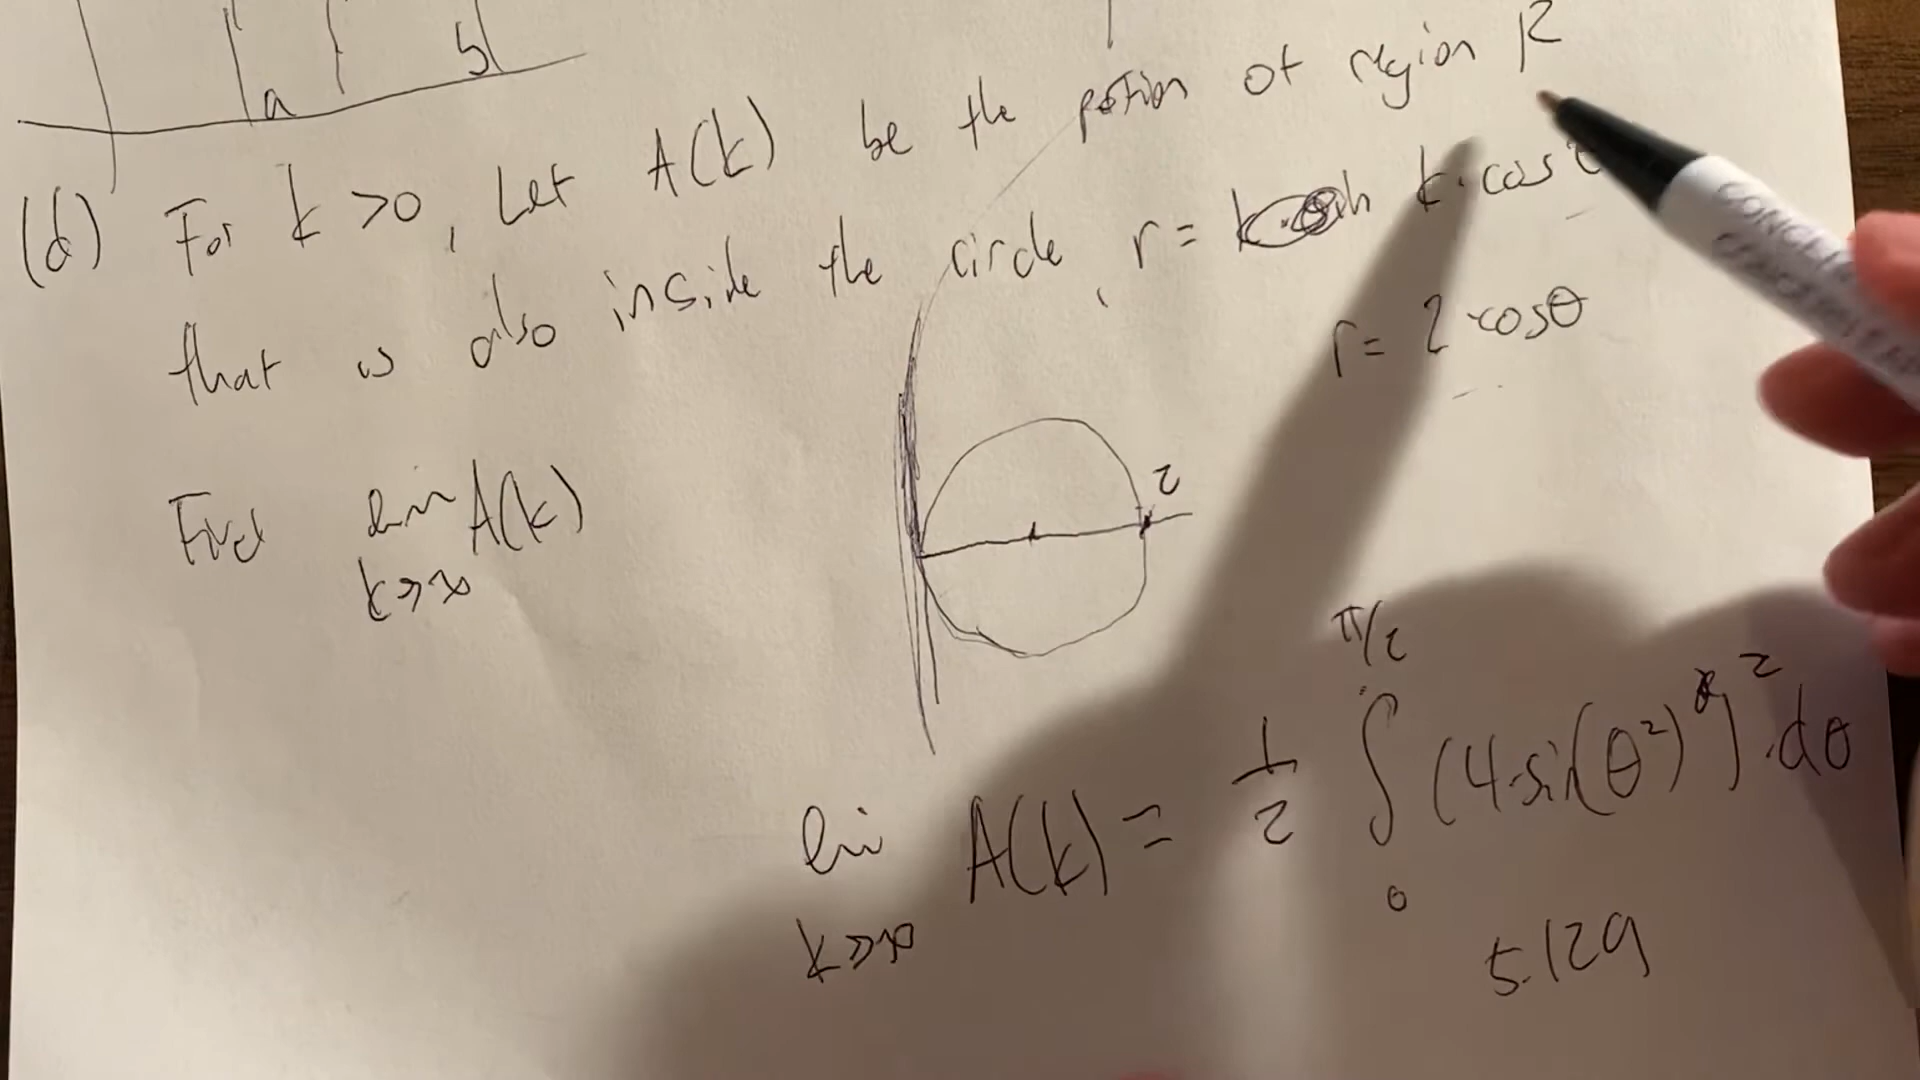 a b
(d) For k >0, Let A(k) be the portion of region R
that is also inside the circle, r = k·cos
r = 2·cosθ
2
Find lim A(k)
k→∞
π/2
lim A(k) = 1/2 ∫ (4·sin(θ²))² dθ
k→∞ 0
5.129